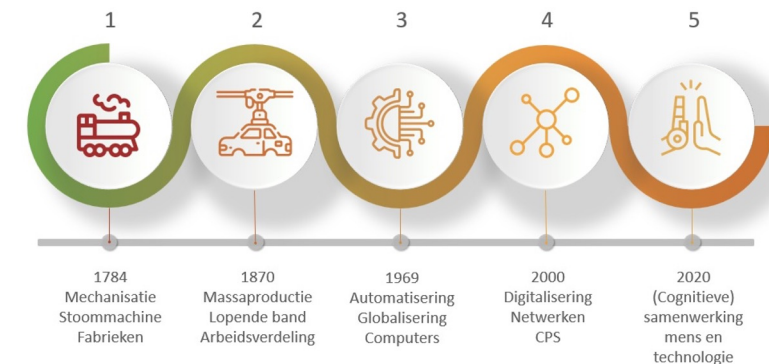 1
2
3
4
5
1784
Mechanisatie
Stoommachine
Fabrieken
1870
Massaproductie
Lopende band
Arbeidsverdeling
1969
Automatisering
Globalisering
Computers
2000
Digitalisering
Netwerken
CPS
2020
(Cognitieve)
samenwerking
mens en
technologie